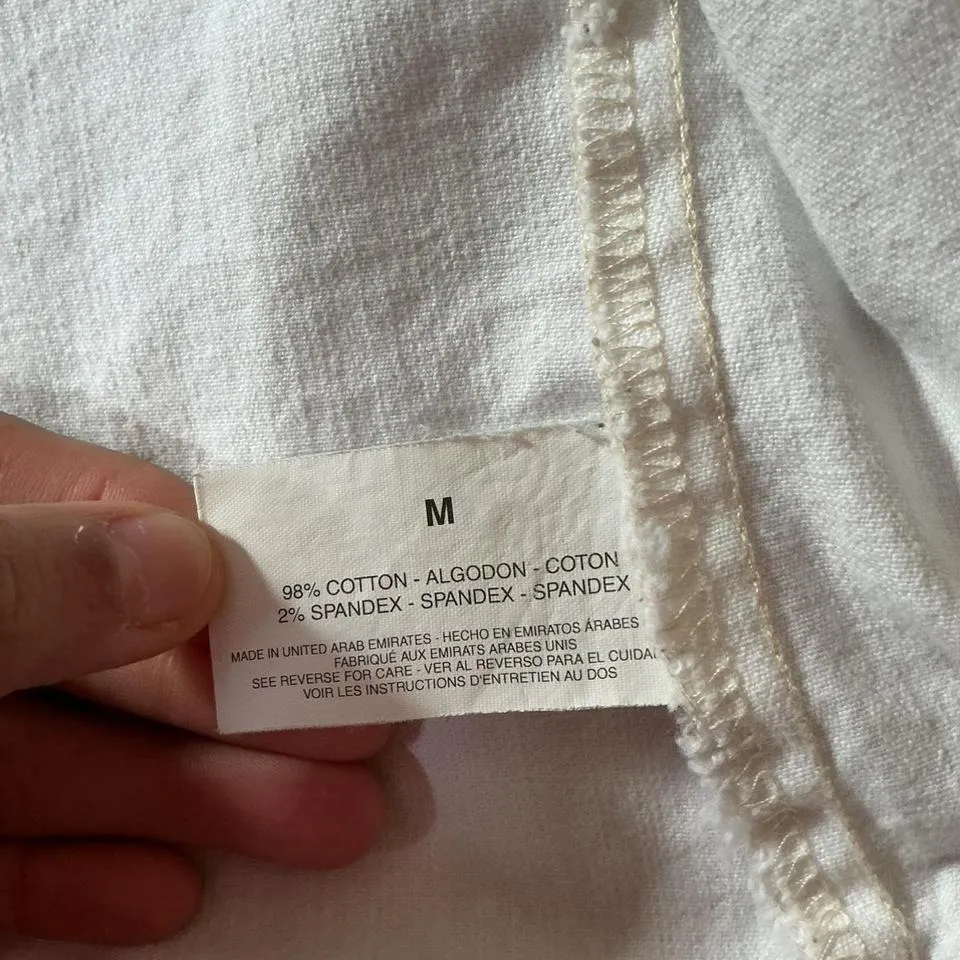 M
98% COTTON - ALGODON - COTON
2% SPANDEX - SPANDEX - SPANDEX
MADE IN UNITED ARAB EMIRATES - HECHO EN EMIRATOS ÁRABES
FABRIQUÉ AUX EMIRATS ARABES UNIS
SEE REVERSE FOR CARE - VER AL REVERSO PARA EL CUIDA
VOIR LES INSTRUCTIONS D'ENTRETIEN AU DOS